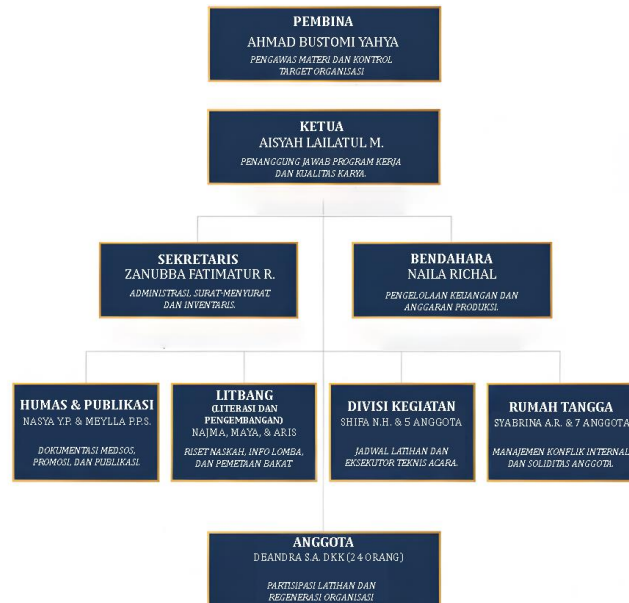 PEMBINA
AHMAD BUSTOMI YAHYA
PENGAWAS MATERI DAN KONTROL
TARGET ORGANISASI
KETUA
AISYAH LAILATUL M.
PENANGGUNG JAWAB PROGRAM KERJA
DAN KUALITAS KARYA.
SEKRETARIS
ZANUBBA FATIMATUR R.
ADMINISTRASI, SURAT-MENYURAT,
DAN INVENTARIS.
BENDAHARA
NAILA RICHAL
PENGELOLAAN KEUANGAN DAN
ANGGARAN PRODUKSI.
HUMAS & PUBLIKASI
NASYA Y.P. & MEYLLA P.P.S.
DOKUMENTASI MEDSOS,
PROMOSI, DAN PUBLIKASI.
LITBANG
(LITERASI DAN
PENGEMBANGAN)
NAJMA, MAYA, & ARIS
RISET NASKAH, INFO LOMBA,
DAN PEMETAAN BAKAT
DIVISI KEGIATAN
SHIFA N.H. & 5 ANGGOTA
JADWAL LATIHAN DAN
EKSEKUTOR TEKNIS ACARA.
RUMAH TANGGA
SYABRINA A.R. & 7 ANGGOTA
MANAJEMEN KONFLIK INTERNAL
DAN SOLIDITAS ANGGOTA.
ANGGOTA
DEANDRA S.A. DKK (24 ORANG)
PARTISIPASI LATIHAN DAN
REGENERASI ORGANISASI